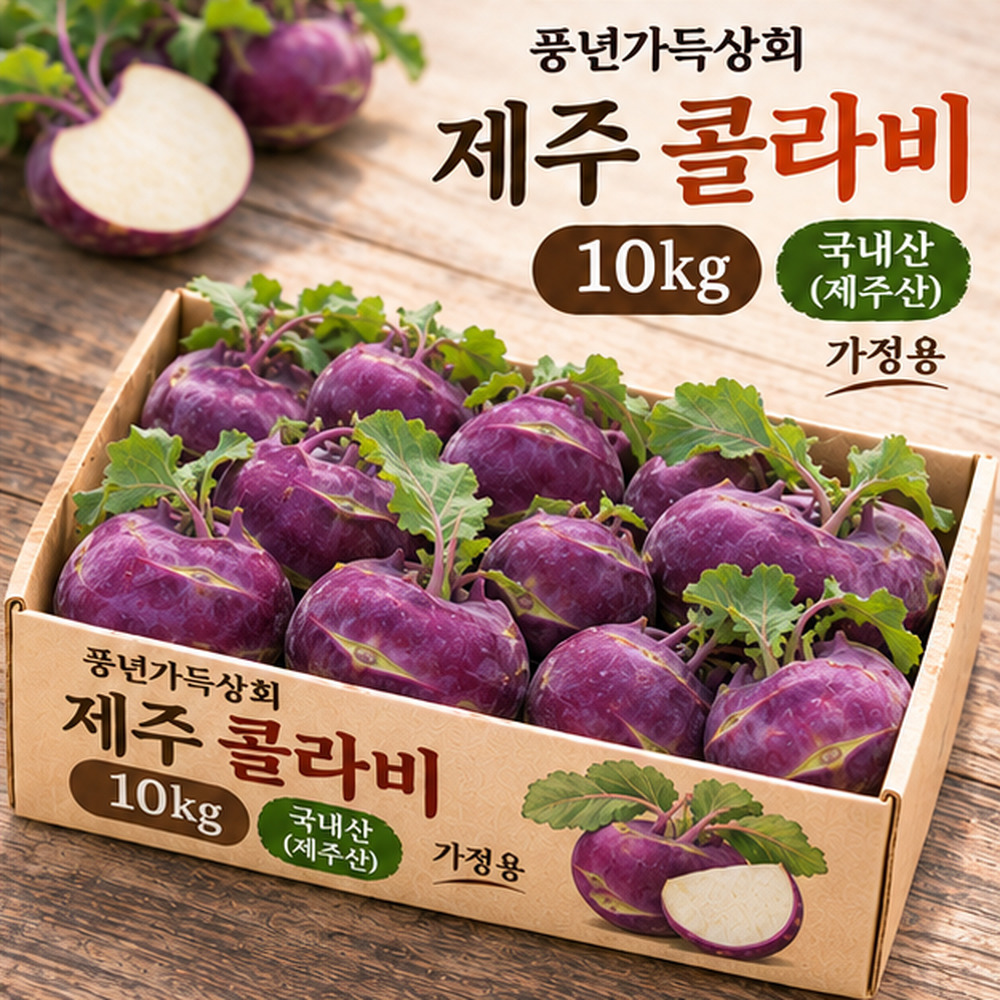 풍년가득상회
제주 콜라비
10kg
국내산
(제주산)
가정용
풍년가득상회
제주 콜라비
10kg
국내산
(제주산)
가정용